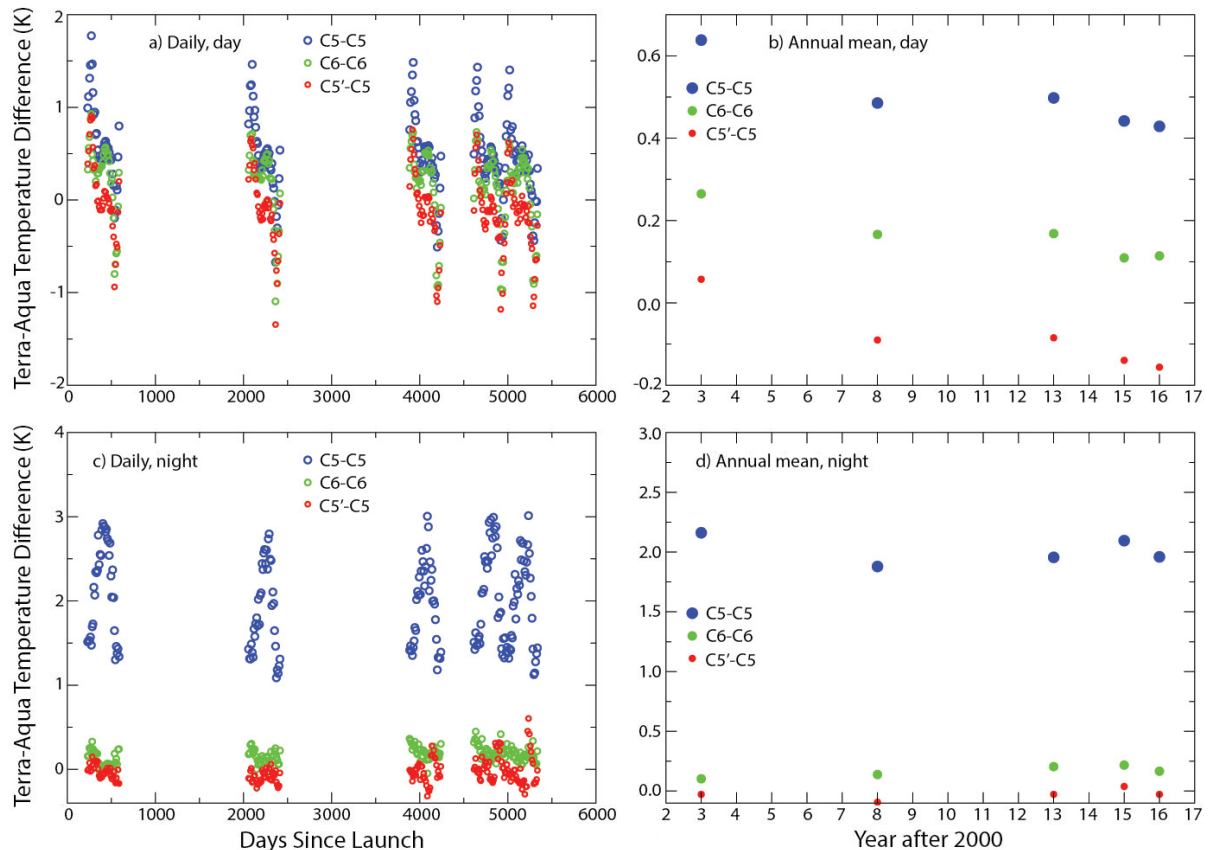 Terra-Aqua Temperature Difference (K)
a) Daily, day
C5-C5
C6-C6
C5′-C5
2
1
0
-1
-2
0 1000 2000 3000 4000 5000 6000
b) Annual mean, day
C5-C5
C6-C6
C5′-C5
0.6
0.4
0.2
0.0
-0.2
2 3 4 5 6 7 8 9 10 11 12 13 14 15 16 17
Terra-Aqua Temperature Difference (K)
c) Daily, night
C5-C5
C6-C6
C5′-C5
4
3
2
1
0
0 1000 2000 3000 4000 5000 6000
Days Since Launch
d) Annual mean, night
C5-C5
C6-C6
C5′-C5
3.0
2.5
2.0
1.5
1.0
0.5
0.0
2 3 4 5 6 7 8 9 10 11 12 13 14 15 16 17
Year after 2000